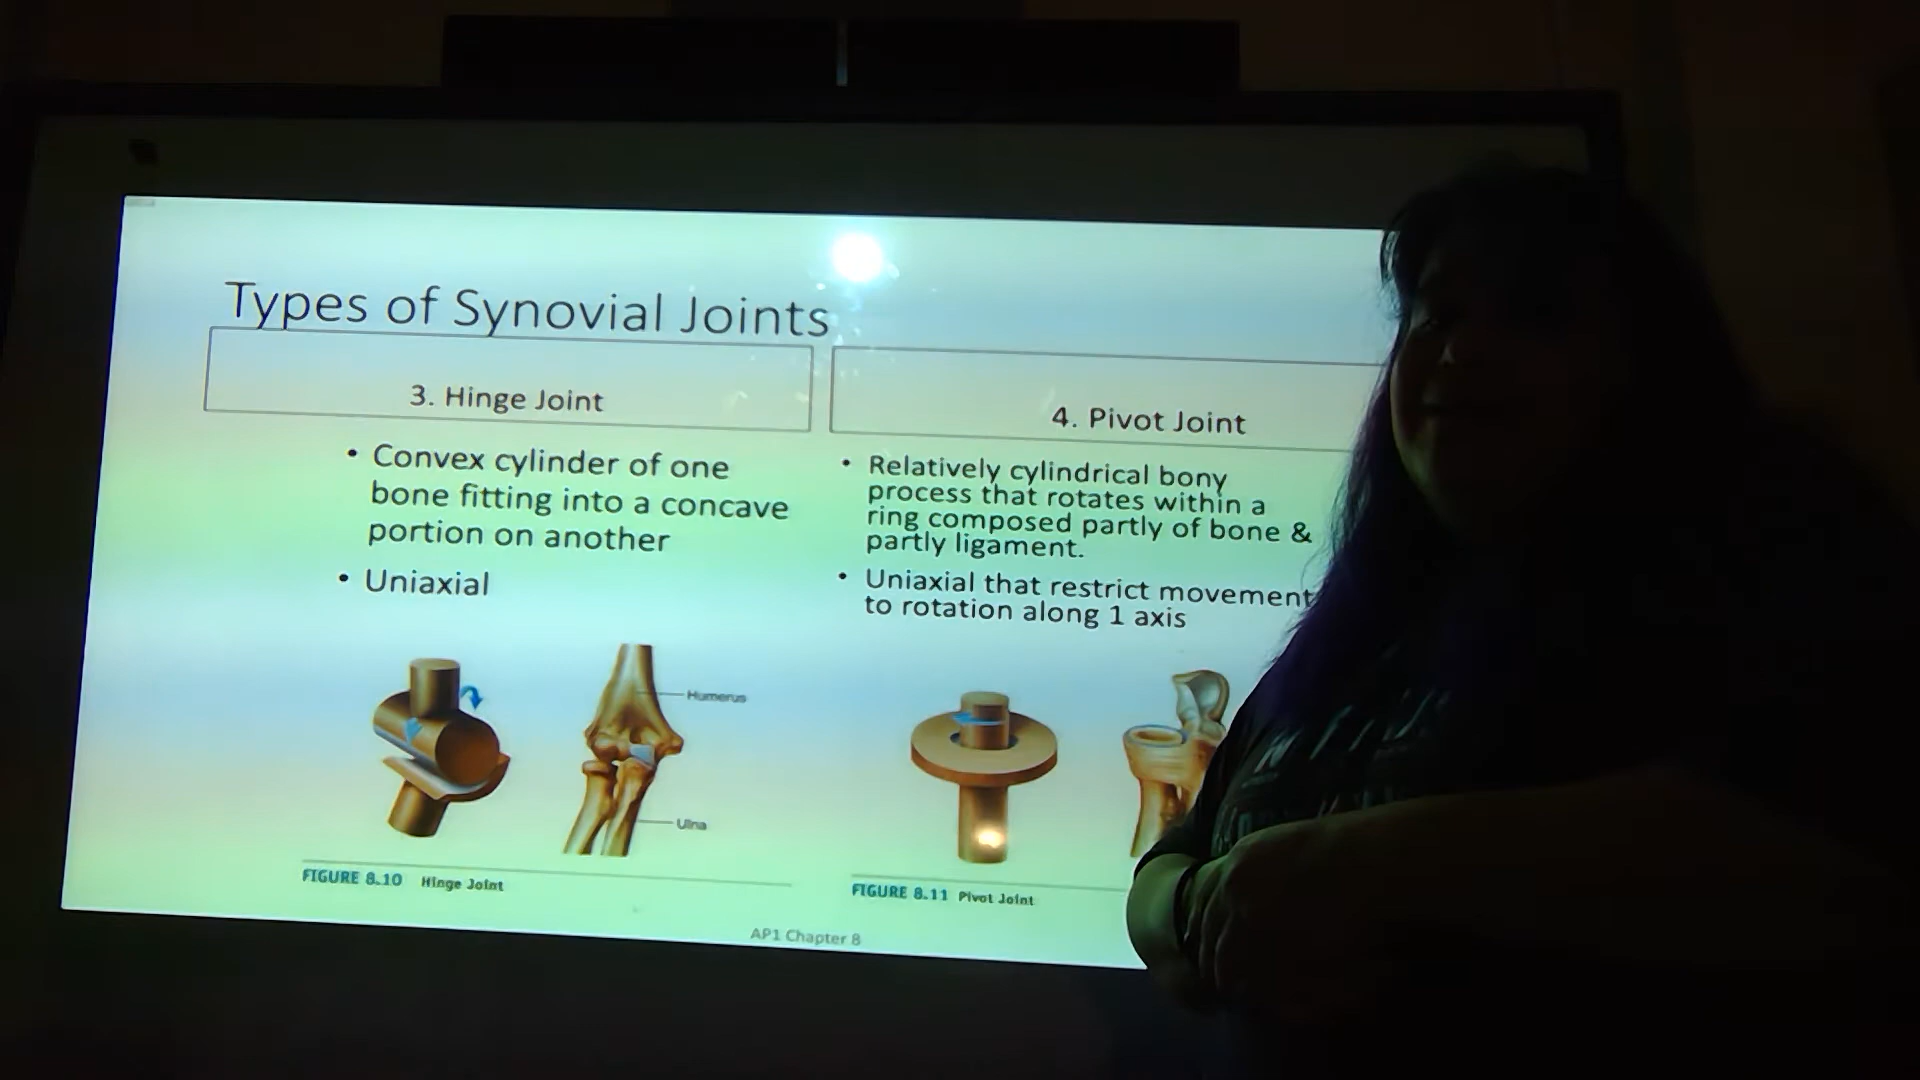 Types of Synovial Joints
3. Hinge Joint
• Convex cylinder of one
bone fitting into a concave
portion on another
• Uniaxial
Humerus
Ulna
FIGURE 8.10 Hinge Joint
4. Pivot Joint
• Relatively cylindrical bony
process that rotates within a
ring composed partly of bone &
partly ligament.
• Uniaxial that restrict movement
to rotation along 1 axis
FIGURE 8.11 Pivot Joint
AP1 Chapter 8